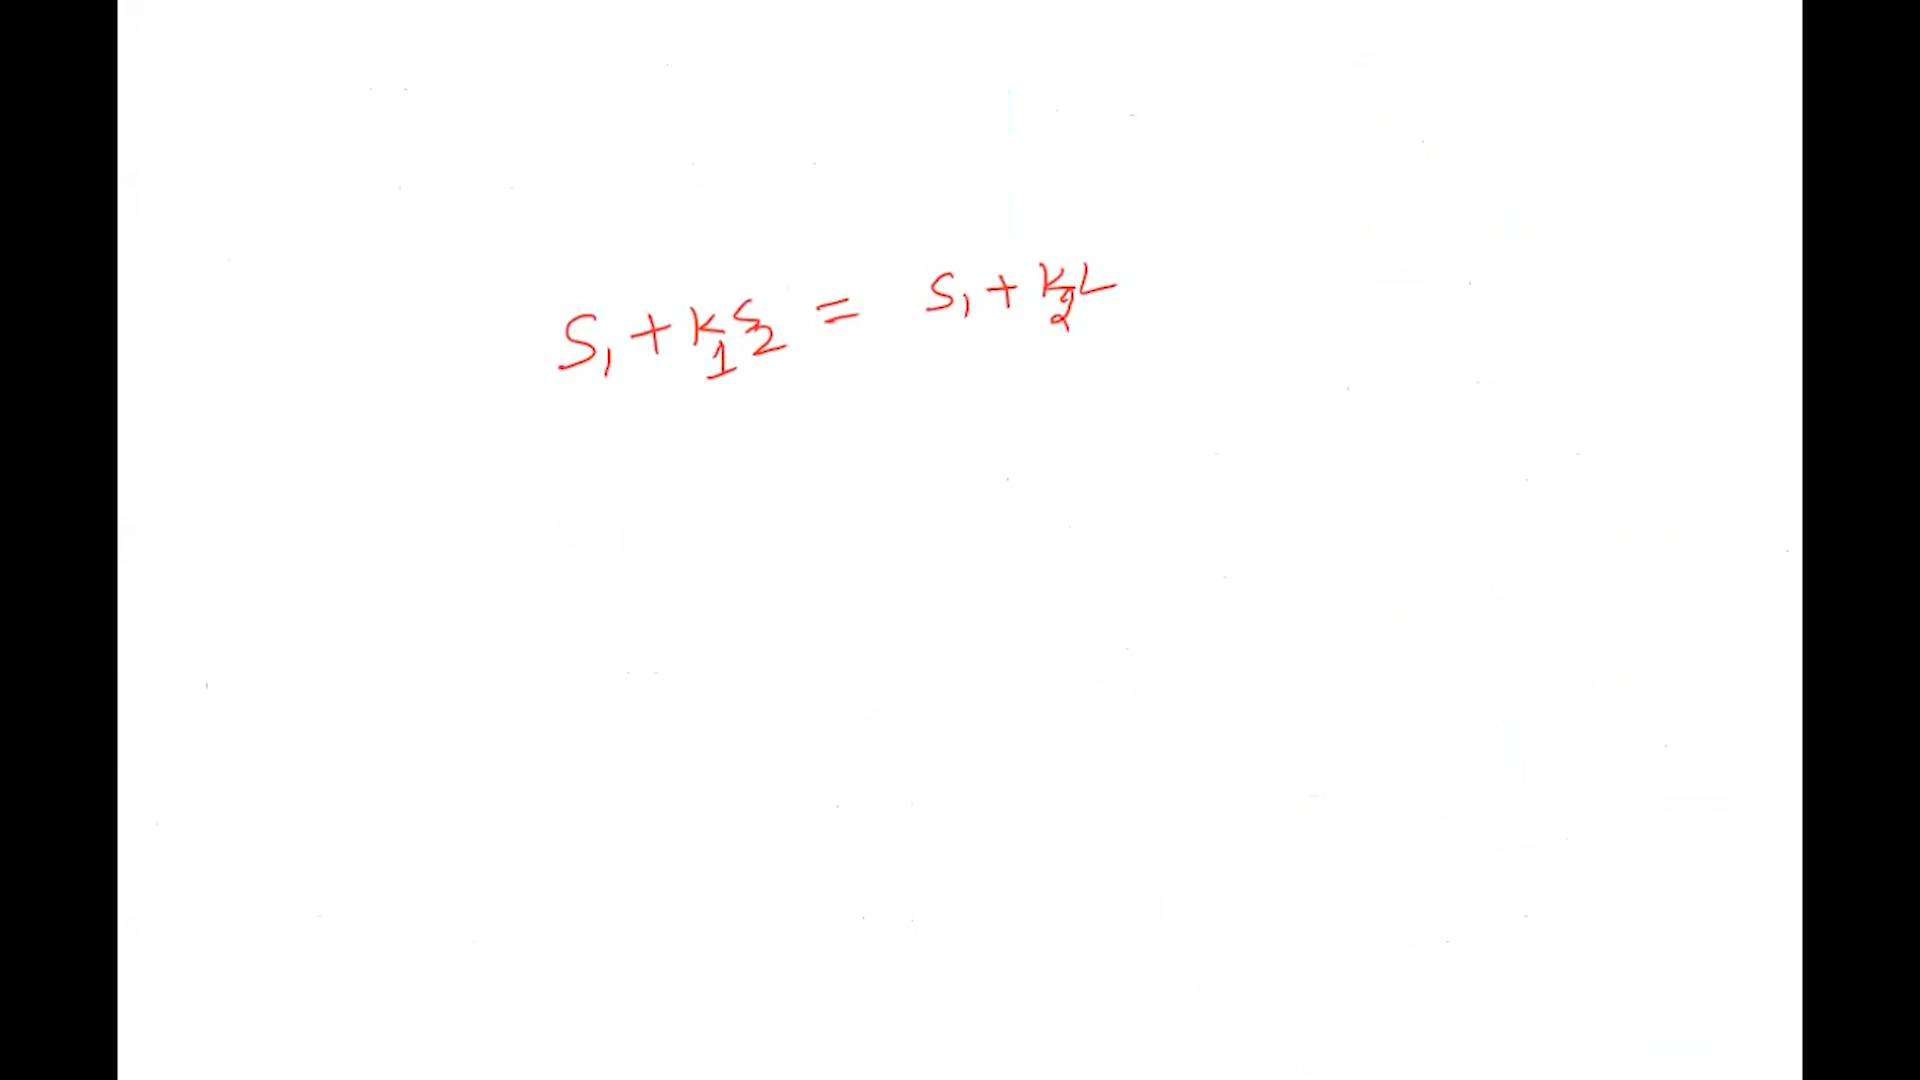 S₁ + k₁S₂ = S₁ + k₂L